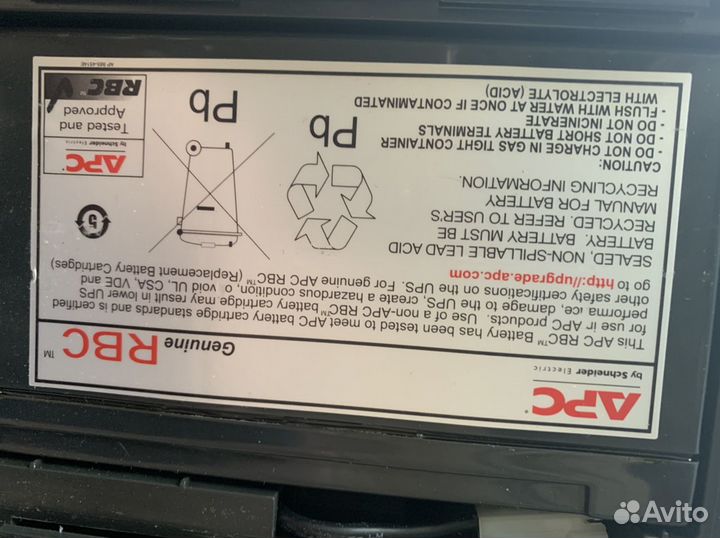 APC®
by Schneider Electric
Genuine RBC™
This APC RBC™ Battery has been tested to meet APC battery cartridge standards and is certified
for use in APC products. Use of a non-APC RBC™ battery cartridge may result in lower UPS
performa ice, damage to the UPS, create a hazardous condition, o, void UL, CSA, VDE and
other safety certifications on the UPS. For genuine APC RBC™ (Replacement Battery Cartridges)
go to http://upgrade.apc.com
SEALED, NON-SPILLABLE LEAD ACID
BATTERY. BATTERY MUST BE
RECYCLED. REFER TO USER'S
MANUAL FOR BATTERY
RECYCLING INFORMATION.
CAUTION:
- DO NOT CHARGE IN GAS TIGHT CONTAINER
- DO NOT SHORT BATTERY TERMINALS
- DO NOT INCINERATE
- FLUSH WITH WATER AT ONCE IF CONTAMINATED
WITH ELECTROLYTE (ACID)
Pb
Pb
5
APC
by Schneider Electric
Tested and
Approved
RBC
Avito